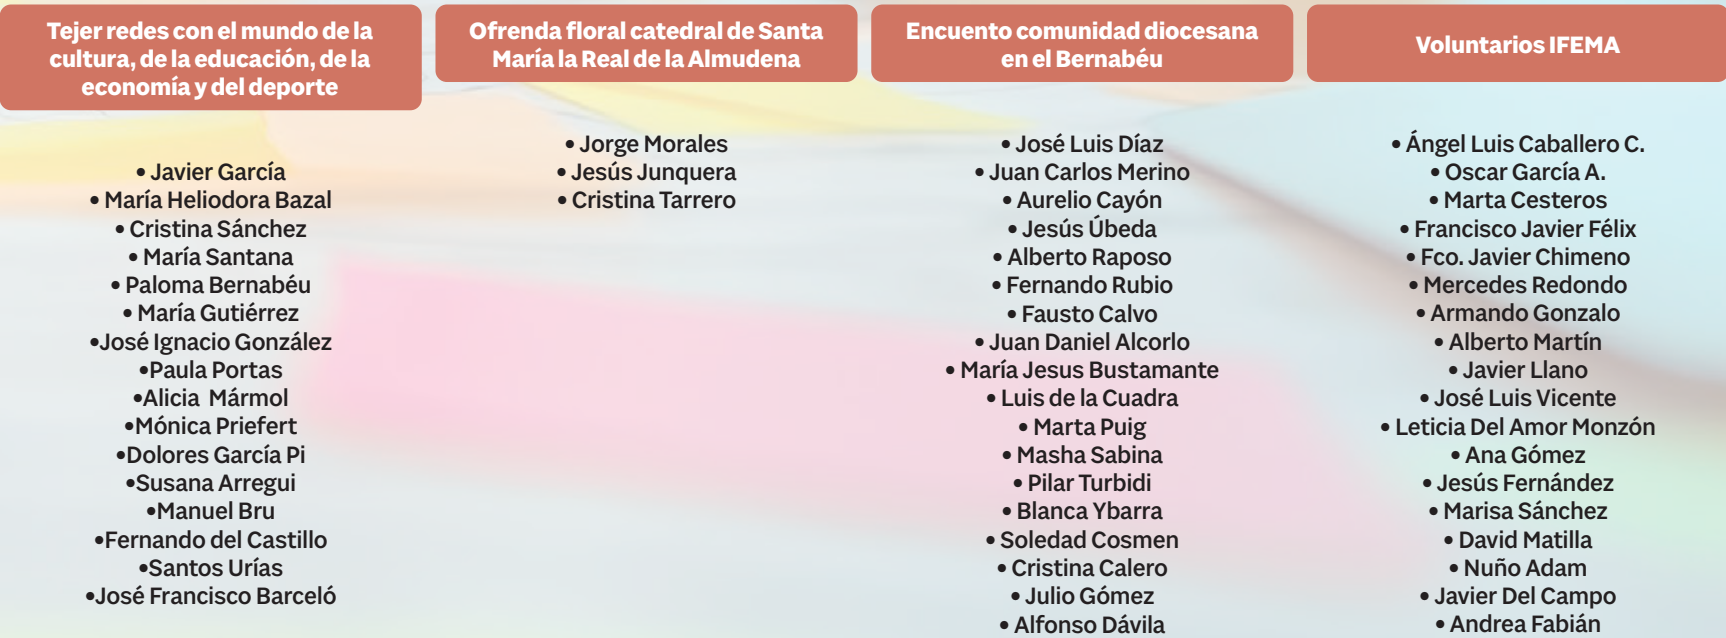 Tejer redes con el mundo de la
cultura, de la educación, de la
economía y del deporte
• Javier García
• María Heliodora Bazal
• Cristina Sánchez
• María Santana
• Paloma Bernabéu
• María Gutiérrez
•José Ignacio González
•Paula Portas
•Alicia  Mármol
•Mónica Priefert
•Dolores García Pi
•Susana Arregui
•Manuel Bru
•Fernando del Castillo
•Santos Urías
•José Francisco Barceló
Ofrenda floral catedral de Santa
María la Real de la Almudena
• Jorge Morales
• Jesús Junquera
• Cristina Tarrero
Encuento comunidad diocesana
en el Bernabéu
• José Luis Díaz
• Juan Carlos Merino
• Aurelio Cayón
• Jesús Úbeda
• Alberto Raposo
• Fernando Rubio
• Fausto Calvo
• Juan Daniel Alcorlo
• María Jesus Bustamante
• Luis de la Cuadra
• Marta Puig
• Masha Sabina
• Pilar Turbidi
• Blanca Ybarra
• Soledad Cosmen
• Cristina Calero
• Julio Gómez
• Alfonso Dávila
Voluntarios IFEMA
• Ángel Luis Caballero C.
• Oscar García A.
• Marta Cesteros
• Francisco Javier Félix
• Fco. Javier Chimeno
• Mercedes Redondo
• Armando Gonzalo
• Alberto Martín
• Javier Llano
• José Luis Vicente
• Leticia Del Amor Monzón
• Ana Gómez
• Jesús Fernández
• Marisa Sánchez
• David Matilla
• Nuño Adam
• Javier Del Campo
• Andrea Fabián